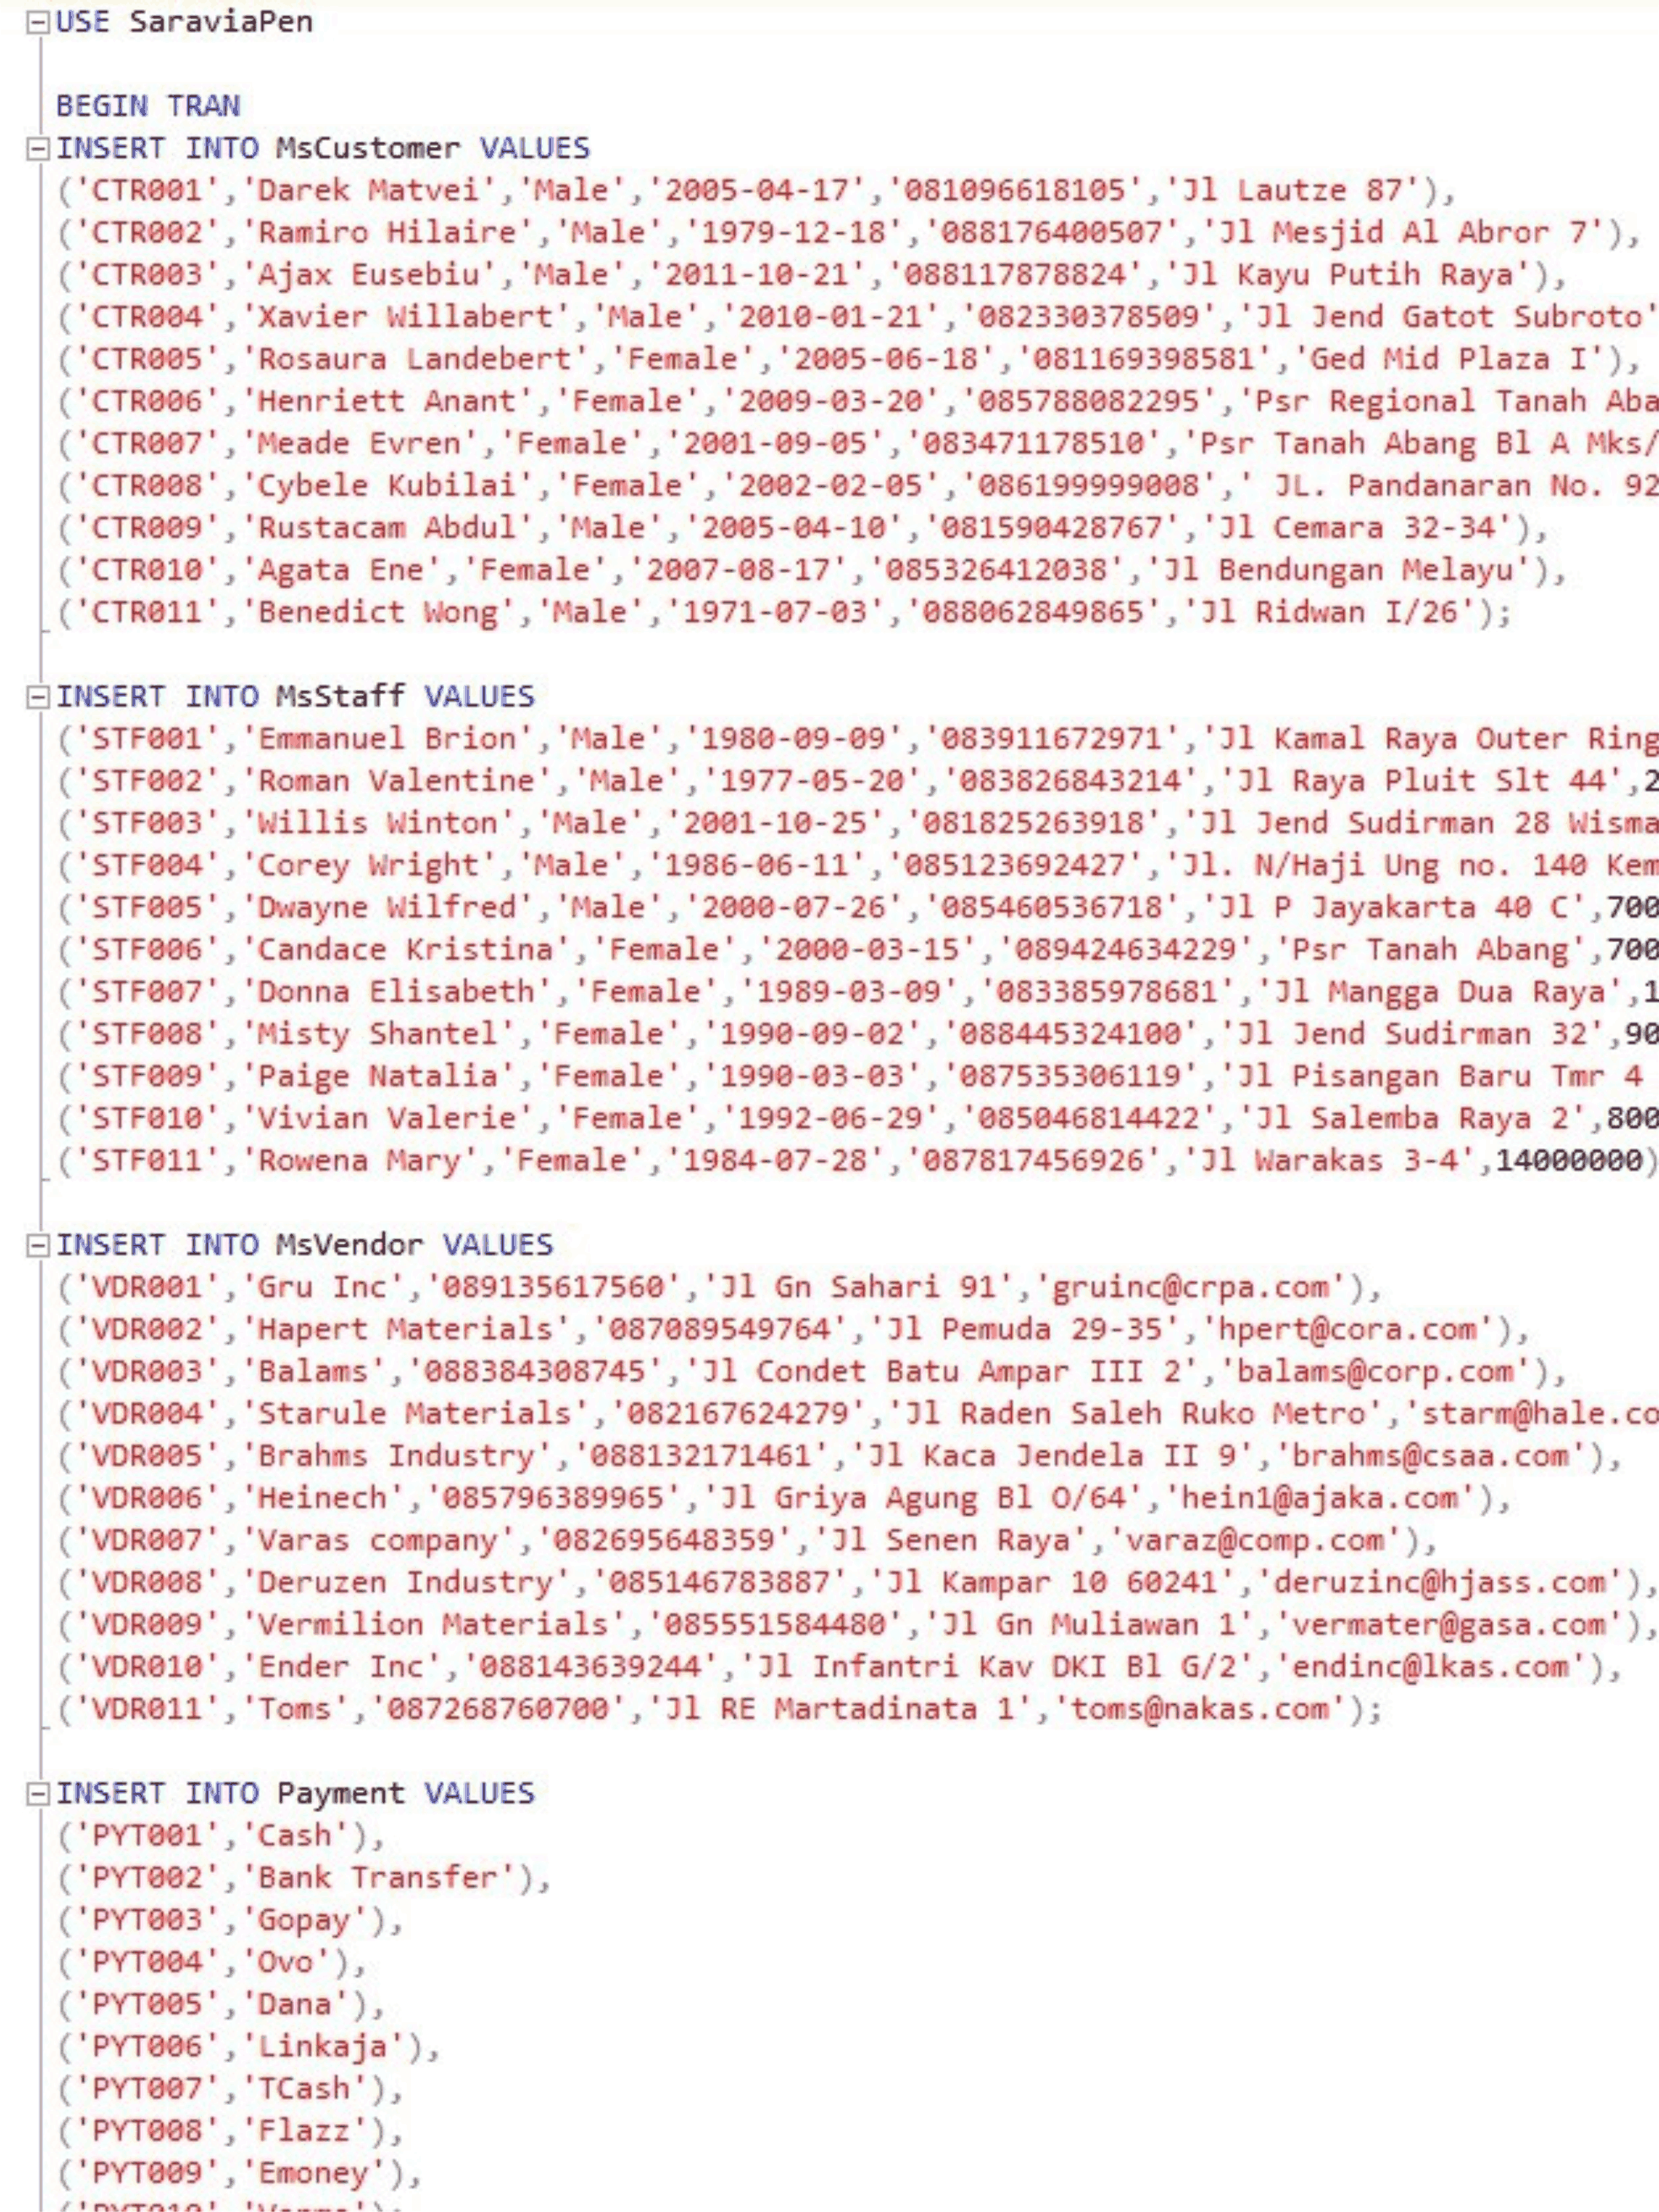 USE SaraviaPen
BEGIN TRAN
INSERT INTO MsCustomer VALUES
('CTR001','Darek Matvei','Male','2005-04-17','081096618105','Jl Lautze 87'),
('CTR002','Ramiro Hilaire','Male','1979-12-18','088176400507','Jl Mesjid Al Abror 7'),
('CTR003','Ajax Eusebiu','Male','2011-10-21','088117878824','Jl Kayu Putih Raya'),
('CTR004','Xavier Willabert','Male','2010-01-21','082330378509','Jl Jend Gatot Subroto'
('CTR005','Rosaura Landebert','Female','2005-06-18','081169398581','Ged Mid Plaza I'),
('CTR006','Henriett Anant','Female','2009-03-20','085788082295','Psr Regional Tanah Aba
('CTR007','Meade Evren','Female','2001-09-05','083471178510','Psr Tanah Abang Bl A Mks/
('CTR008','Cybele Kubilai','Female','2002-02-05','086199999008',' JL. Pandanaran No. 92
('CTR009','Rustacam Abdul','Male','2005-04-10','081590428767','Jl Cemara 32-34'),
('CTR010','Agata Ene','Female','2007-08-17','085326412038','Jl Bendungan Melayu'),
('CTR011','Benedict Wong','Male','1971-07-03','088062849865','Jl Ridwan I/26');
INSERT INTO MsStaff VALUES
('STF001','Emmanuel Brion','Male','1980-09-09','083911672971','Jl Kamal Raya Outer Ring
('STF002','Roman Valentine','Male','1977-05-20','083826843214','Jl Raya Pluit Slt 44',2
('STF003','Willis Winton','Male','2001-10-25','081825263918','Jl Jend Sudirman 28 Wisma
('STF004','Corey Wright','Male','1986-06-11','085123692427','Jl. N/Haji Ung no. 140 Kem
('STF005','Dwayne Wilfred','Male','2000-07-26','085460536718','Jl P Jayakarta 40 C',700
('STF006','Candace Kristina','Female','2000-03-15','089424634229','Psr Tanah Abang',700
('STF007','Donna Elisabeth','Female','1989-03-09','083385978681','Jl Mangga Dua Raya',1
('STF008','Misty Shantel','Female','1990-09-02','088445324100','Jl Jend Sudirman 32',90
('STF009','Paige Natalia','Female','1990-03-03','087535306119','Jl Pisangan Baru Tmr 4
('STF010','Vivian Valerie','Female','1992-06-29','085046814422','Jl Salemba Raya 2',800
('STF011','Rowena Mary','Female','1984-07-28','087817456926','Jl Warakas 3-4',14000000)
INSERT INTO MsVendor VALUES
('VDR001','Gru Inc','089135617560','Jl Gn Sahari 91','gruinc@crpa.com'),
('VDR002','Hapert Materials','087089549764','Jl Pemuda 29-35','hpert@cora.com'),
('VDR003','Balams','088384308745','Jl Condet Batu Ampar III 2','balams@corp.com'),
('VDR004','Starule Materials','082167624279','Jl Raden Saleh Ruko Metro','starm@hale.co
('VDR005','Brahms Industry','088132171461','Jl Kaca Jendela II 9','brahms@csaa.com'),
('VDR006','Heinech','085796389965','Jl Griya Agung Bl O/64','hein1@ajaka.com'),
('VDR007','Varas company','082695648359','Jl Senen Raya','varaz@comp.com'),
('VDR008','Deruzen Industry','085146783887','Jl Kampar 10 60241','deruzinc@hjass.com'),
('VDR009','Vermilion Materials','085551584480','Jl Gn Muliawan 1','vermater@gasa.com'),
('VDR010','Ender Inc','088143639244','Jl Infantri Kav DKI Bl G/2','endinc@lkas.com'),
('VDR011','Toms','087268760700','Jl RE Martadinata 1','toms@nakas.com');
INSERT INTO Payment VALUES
('PYT001','Cash'),
('PYT002','Bank Transfer'),
('PYT003','Gopay'),
('PYT004','Ovo'),
('PYT005','Dana'),
('PYT006','Linkaja'),
('PYT007','TCash'),
('PYT008','Flazz'),
('PYT009','Emoney'),